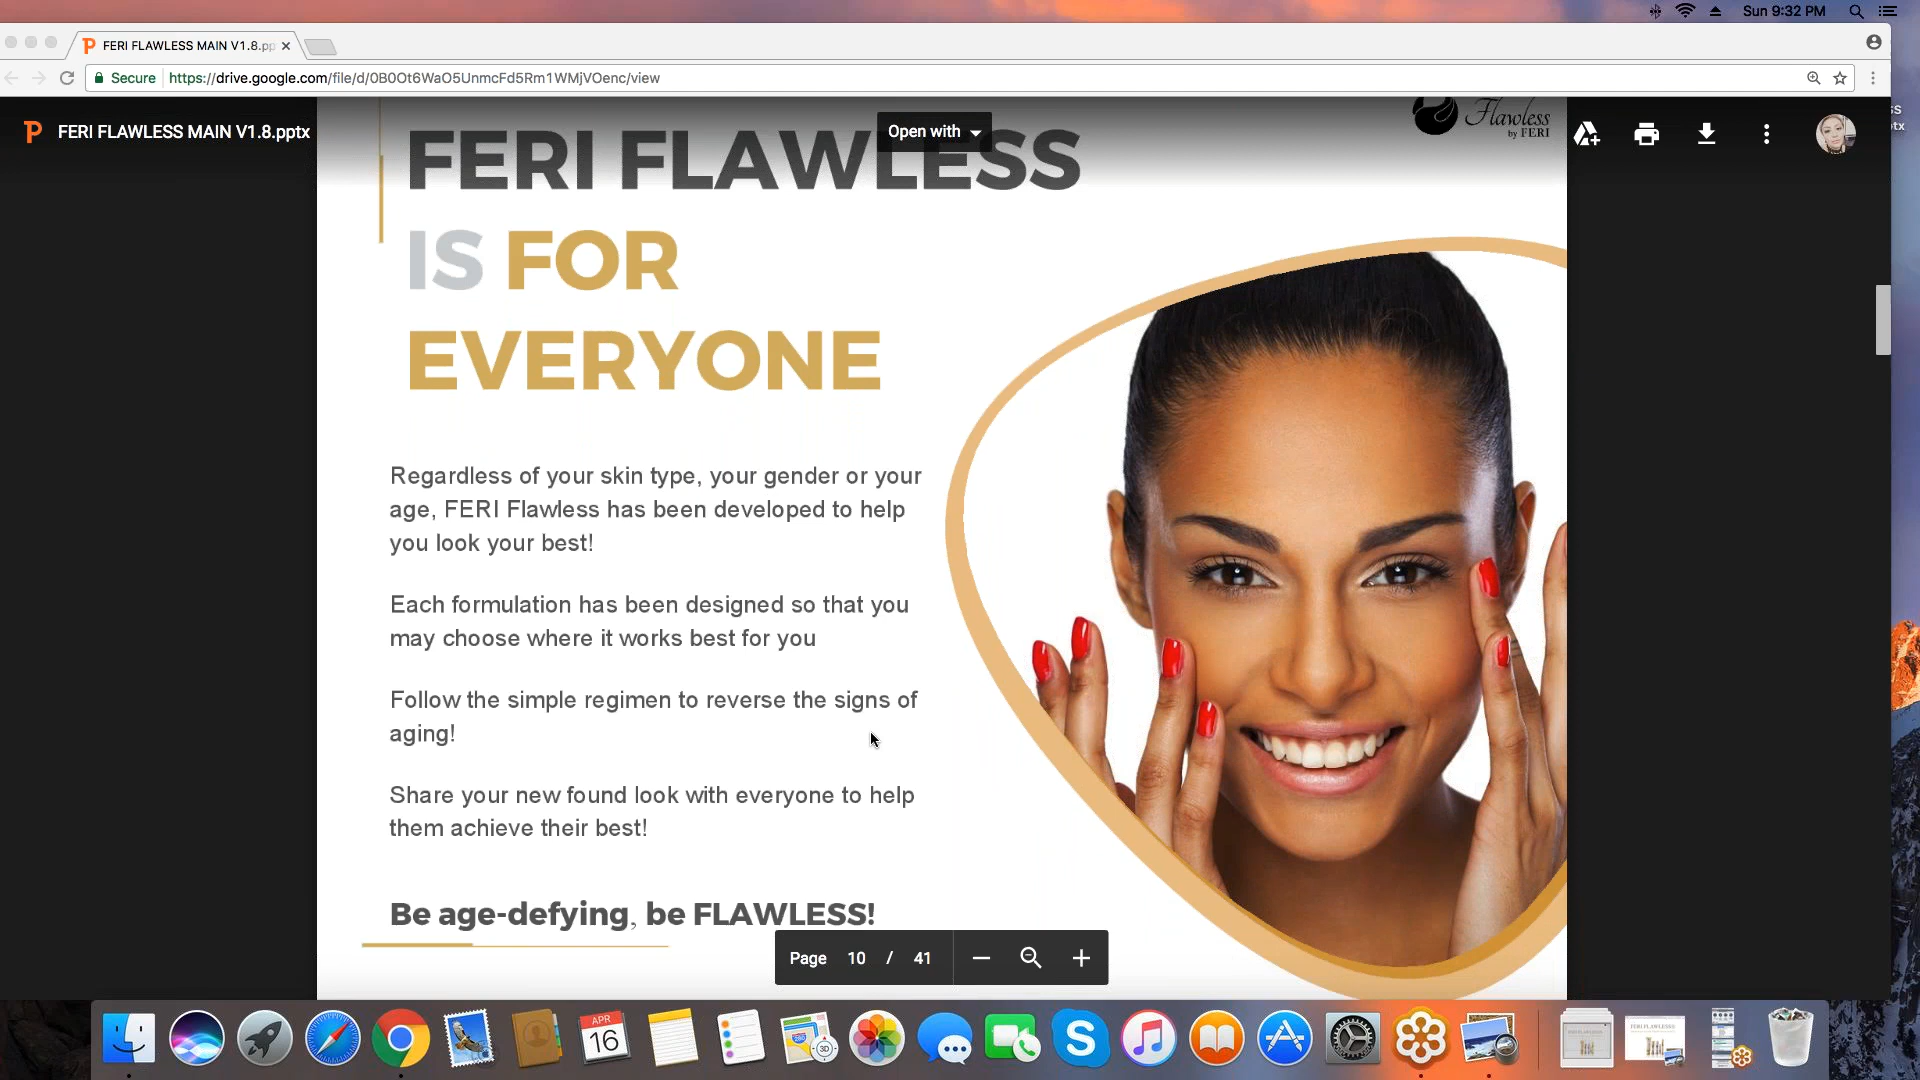 Sun 9:32 PM
FERI FLAWLESS MAIN V1.8.pp
Secure
https://drive.google.com/file/d/0B0Ot6WaO5UnmcFd5Rm1WMjVOenc/view
FERI FLAWLESS MAIN V1.8.pptx
Open with
Flawless
by FERI
FERI FLAWLESS
IS FOR
EVERYONE
Regardless of your skin type, your gender or your
age, FERI Flawless has been developed to help
you look your best!
Each formulation has been designed so that you
may choose where it works best for you
Follow the simple regimen to reverse the signs of
aging!
Share your new found look with everyone to help
them achieve their best!
Be age-defying, be FLAWLESS!
Page 10 / 41
APR
16